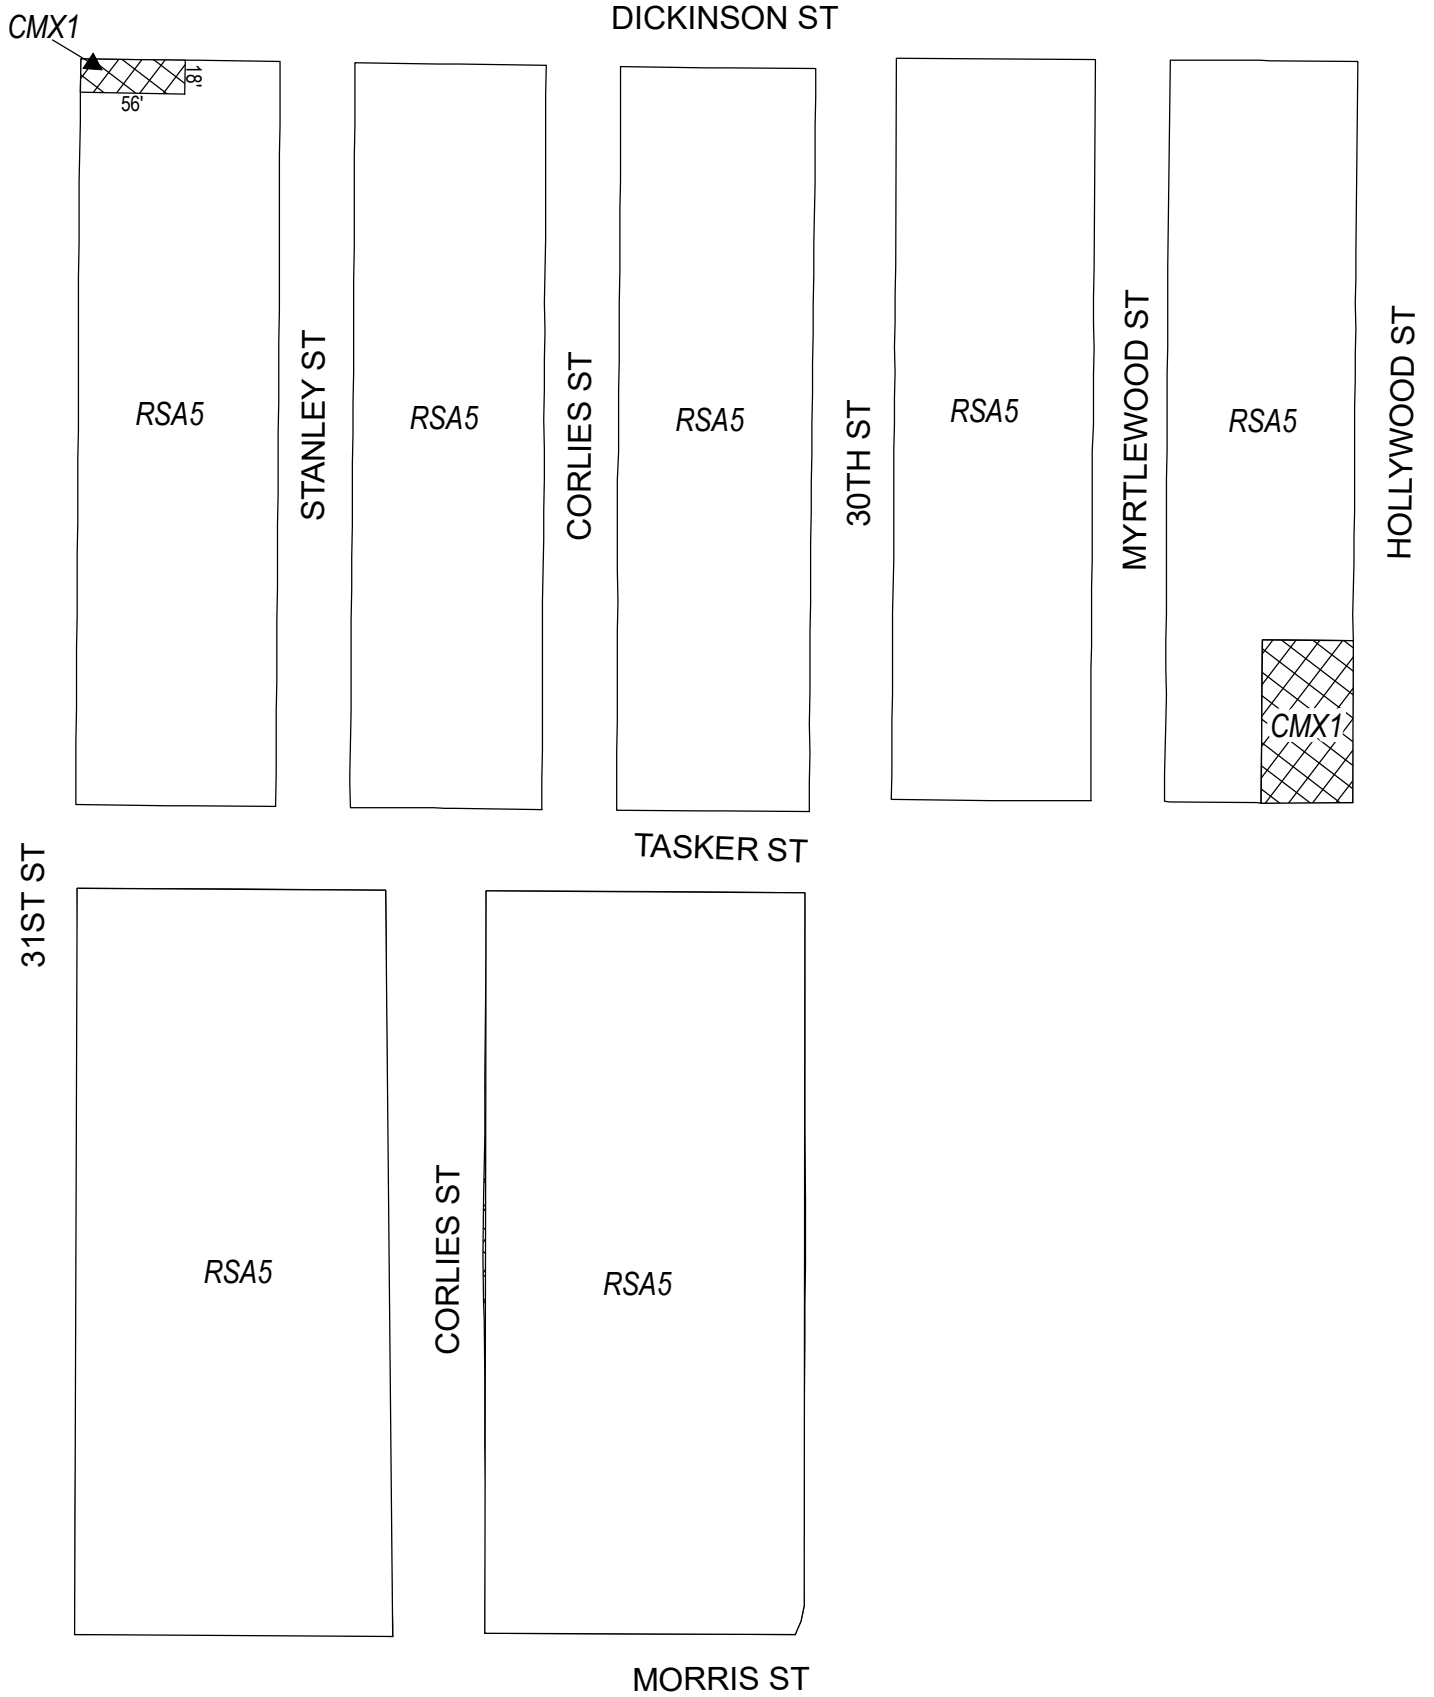 DICKINSON ST
CMX1
18'
56'
RSA5
STANLEY ST
RSA5
CORLIES ST
RSA5
30TH ST
RSA5
MYRTLEWOOD ST
RSA5
HOLLYWOOD ST
CMX1
TASKER ST
31ST ST
RSA5
CORLIES ST
RSA5
MORRIS ST